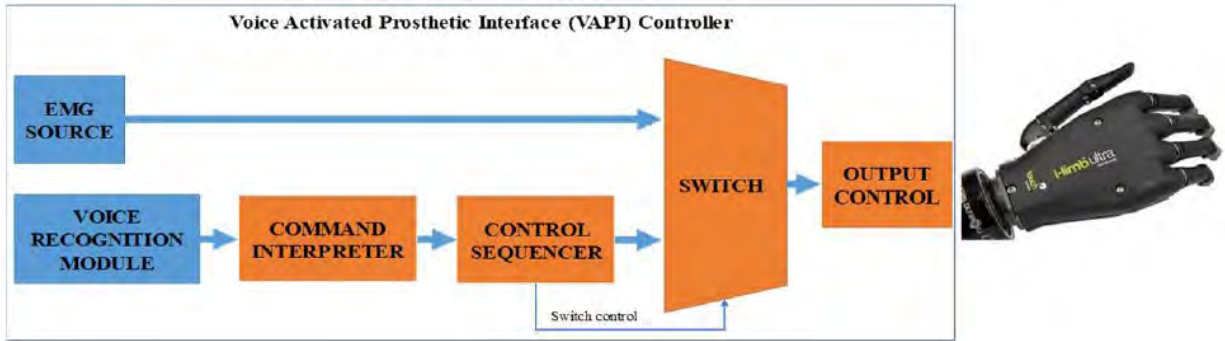 Voice Activated Prosthetic Interface (VAPI) Controller
EMG
SOURCE
VOICE
RECOGNITION
MODULE
COMMAND
INTERPRETER
CONTROL
SEQUENCER
Switch control
SWITCH
OUTPUT
CONTROL
i-limb ultra